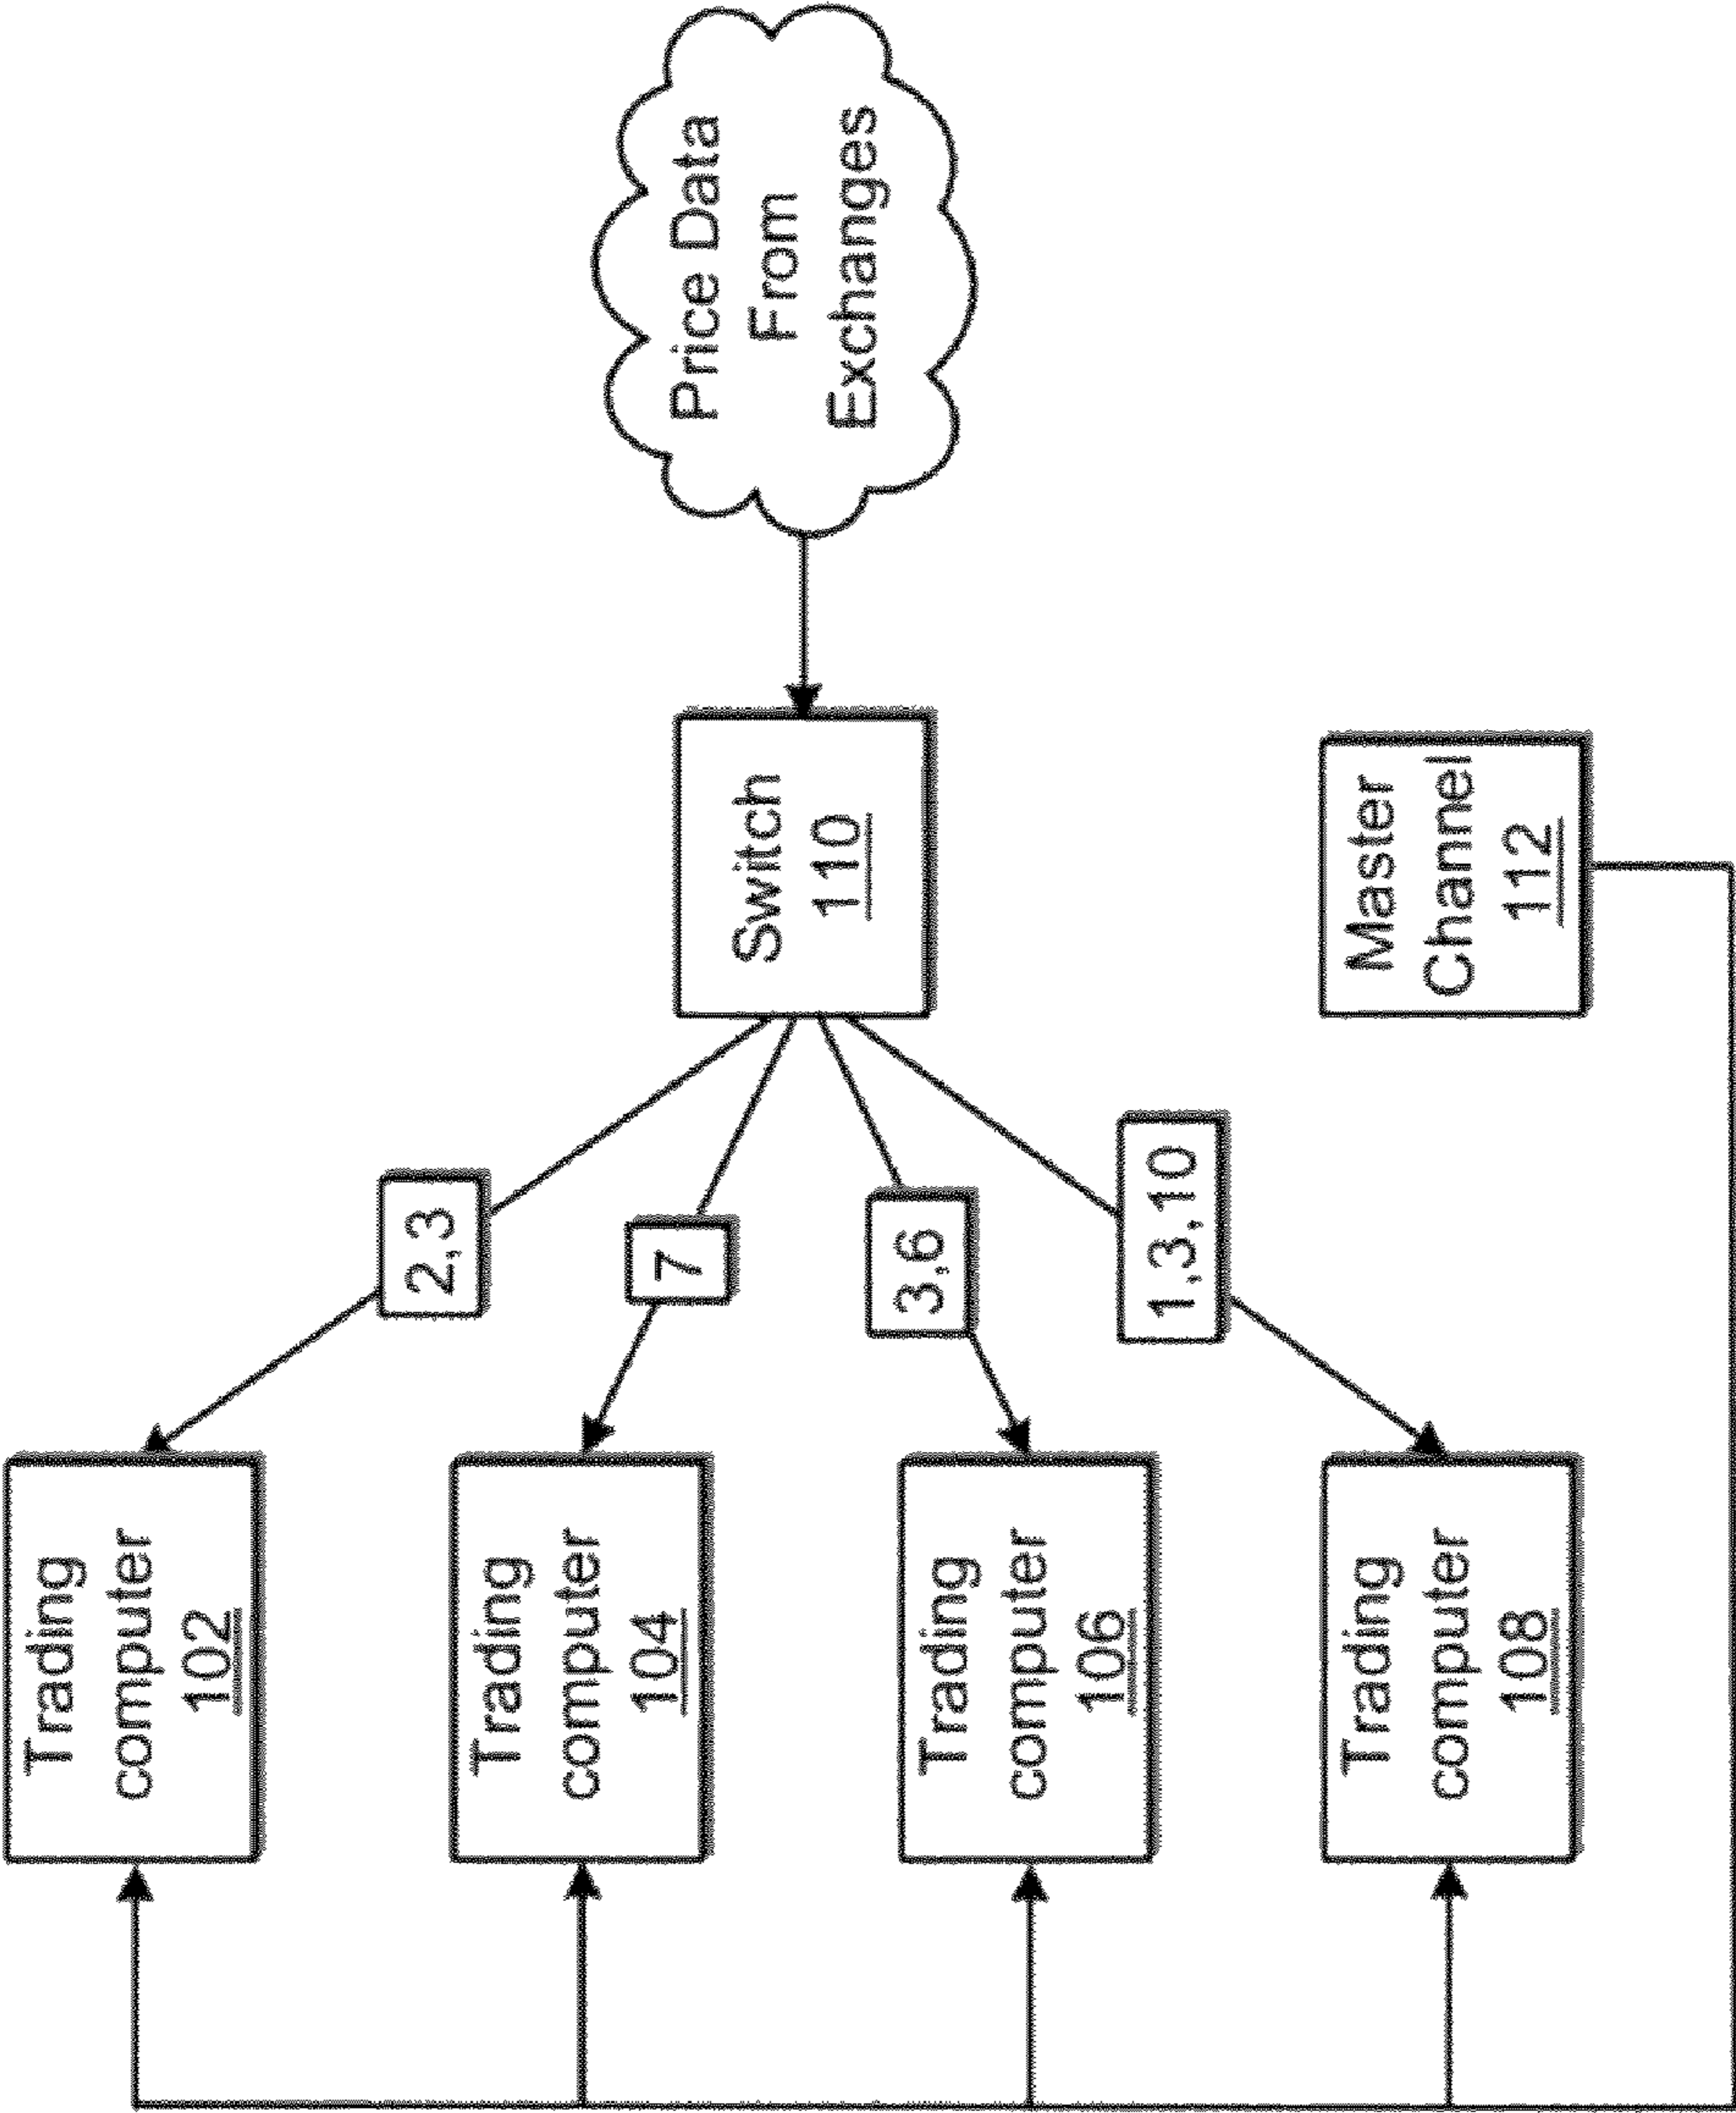 Price Data
From
Exchanges
Switch
110
Master
Channel
112
2,3
7
3,6
1,3,10
Trading
computer
102
Trading
computer
104
Trading
computer
106
Trading
computer
108